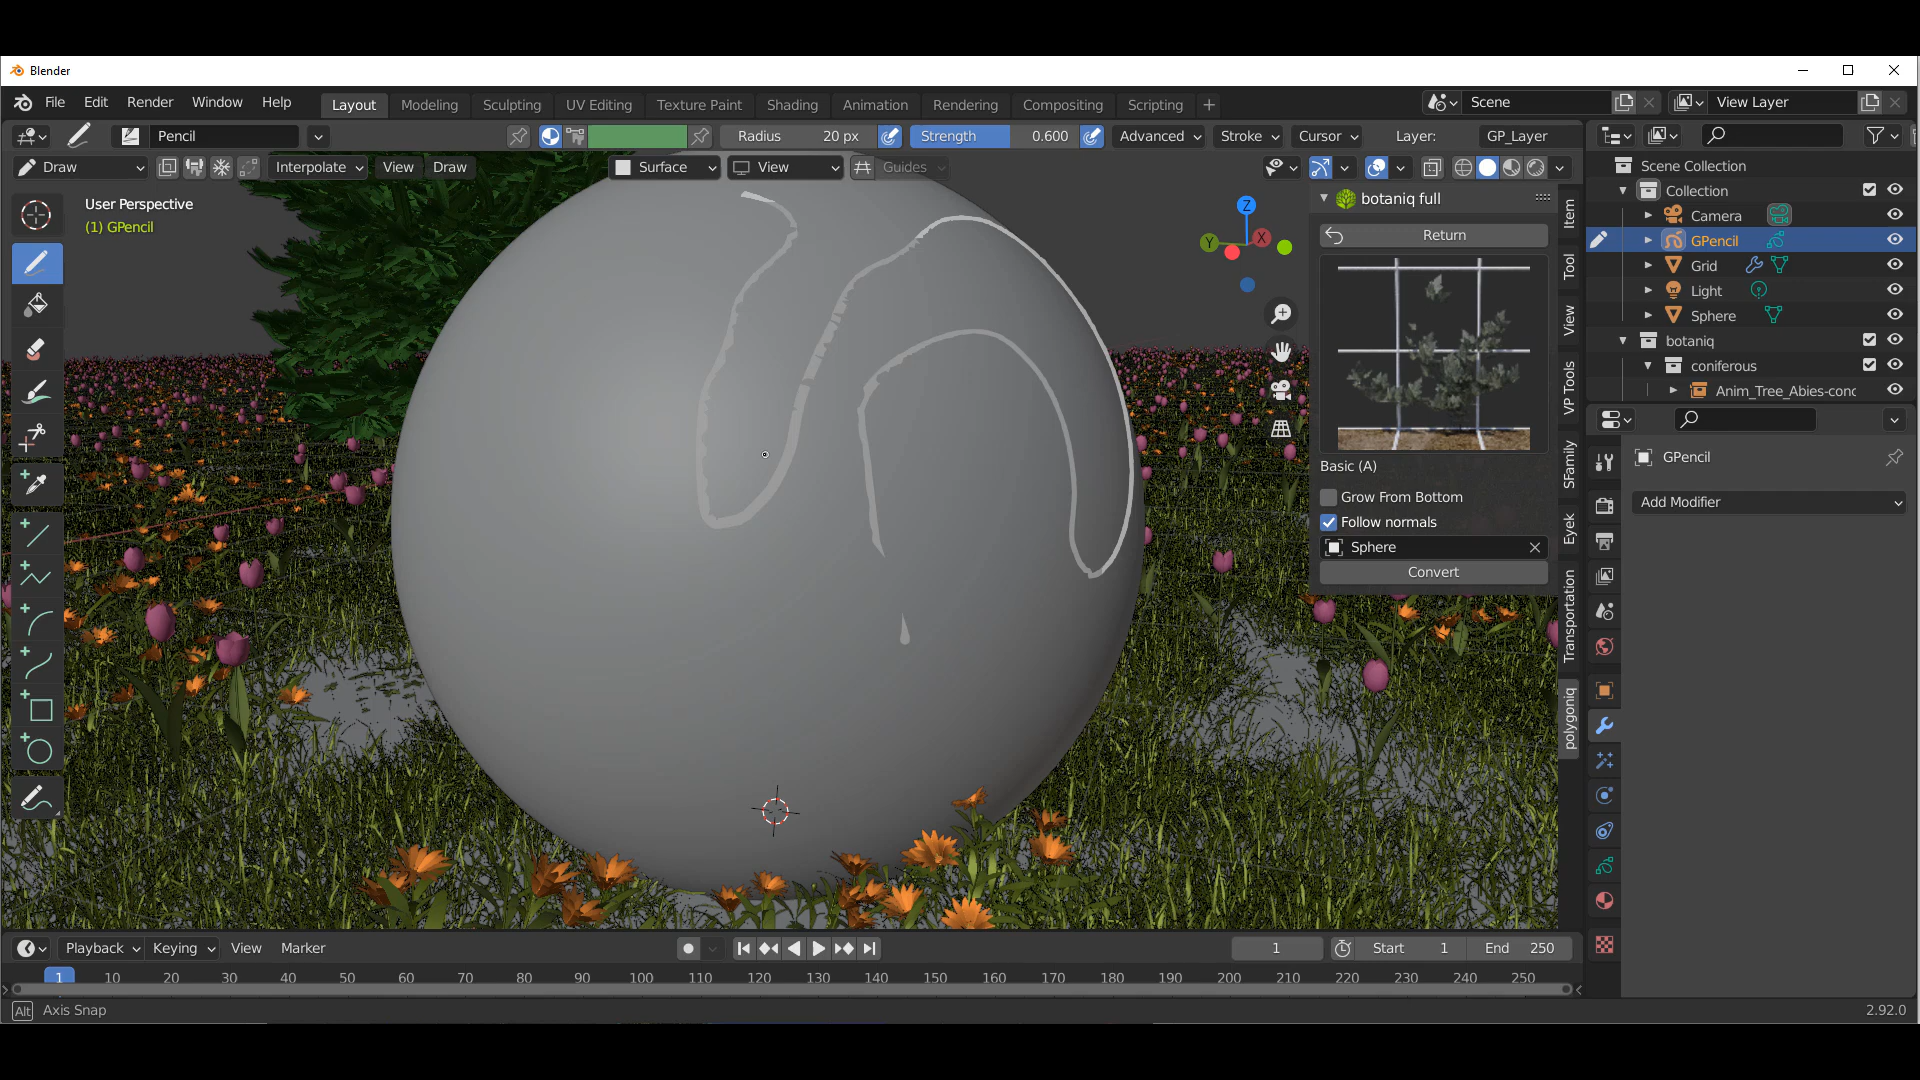 Blender
File Edit Render Window Help Layout Modeling Sculpting UV Editing Texture Paint Shading Animation Rendering Compositing Scripting + Scene View Layer
Pencil Radius 20 px Strength 0.600 Advanced Stroke Cursor Layer: GP_Layer
Draw Interpolate View Draw Surface View Guides
User Perspective
(1) GPencil
Z
Y
X
botaniq full
Return
Basic (A)
Grow From Bottom
Follow normals
Sphere
Convert
Item
Tool
View
VP Tools
SFamily
Eyek
Transportation
polygoniq
Scene Collection
Collection
Camera
GPencil
Grid
Light
Sphere
botaniq
coniferous
Anim_Tree_Abies-conc
GPencil
Add Modifier
Playback Keying View Marker 1 Start 1 End 250
1 10 20 30 40 50 60 70 80 90 100 110 120 130 140 150 160 170 180 190 200 210 220 230 240 250
Alt Axis Snap 2.92.0